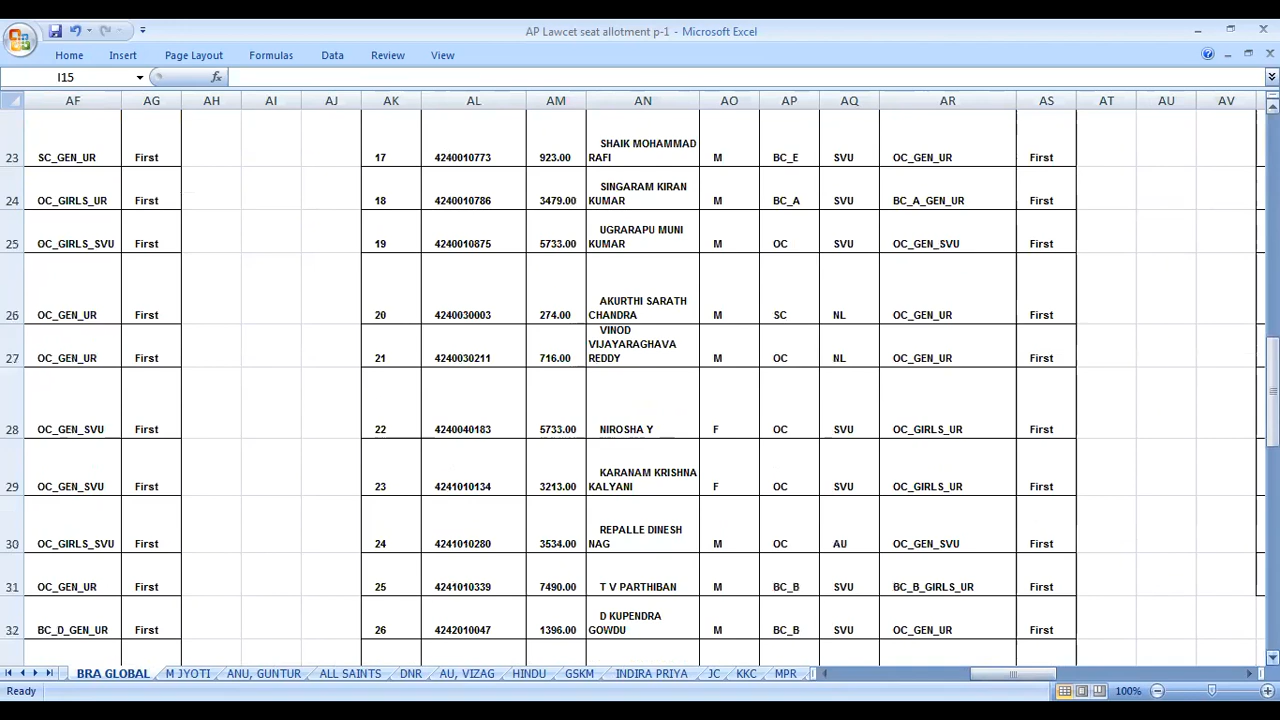 AP Lawcet seat allotment p-1 - Microsoft Excel
Home Insert Page Layout Formulas Data Review View
I15 fx
AF AG AH AI AJ AK AL AM AN AO AP AQ AR AS AT AU AV
SHAIK MOHAMMAD
23 SC_GEN_UR First 17 4240010773 923.00 RAFI M BC_E SVU OC_GEN_UR First
SINGARAM KIRAN
24 OC_GIRLS_UR First 18 4240010786 3479.00 KUMAR M BC_A SVU BC_A_GEN_UR First
UGRARAPU MUNI
25 OC_GIRLS_SVU First 19 4240010875 5733.00 KUMAR M OC SVU OC_GEN_SVU First
AKURTHI SARATH
26 OC_GEN_UR First 20 4240030003 274.00 CHANDRA M SC NL OC_GEN_UR First
VINOD
VIJAYARAGHAVA
27 OC_GEN_UR First 21 4240030211 716.00 REDDY M OC NL OC_GEN_UR First
28 OC_GEN_SVU First 22 4240040183 5733.00 NIROSHA Y F OC SVU OC_GIRLS_UR First
KARANAM KRISHNA
29 OC_GEN_SVU First 23 4241010134 3213.00 KALYANI F OC SVU OC_GIRLS_UR First
REPALLE DINESH
30 OC_GIRLS_SVU First 24 4241010280 3534.00 NAG M OC AU OC_GEN_SVU First
31 OC_GEN_UR First 25 4241010339 7490.00 T V PARTHIBAN M BC_B SVU BC_B_GIRLS_UR First
D KUPENDRA
32 BC_D_GEN_UR First 26 4242010047 1396.00 GOWDU M BC_B SVU OC_GEN_UR First
BRA GLOBAL M JYOTI ANU, GUNTUR ALL SAINTS DNR AU, VIZAG HINDU GSKM INDIRA PRIYA JC KKC MPR
Ready 100%